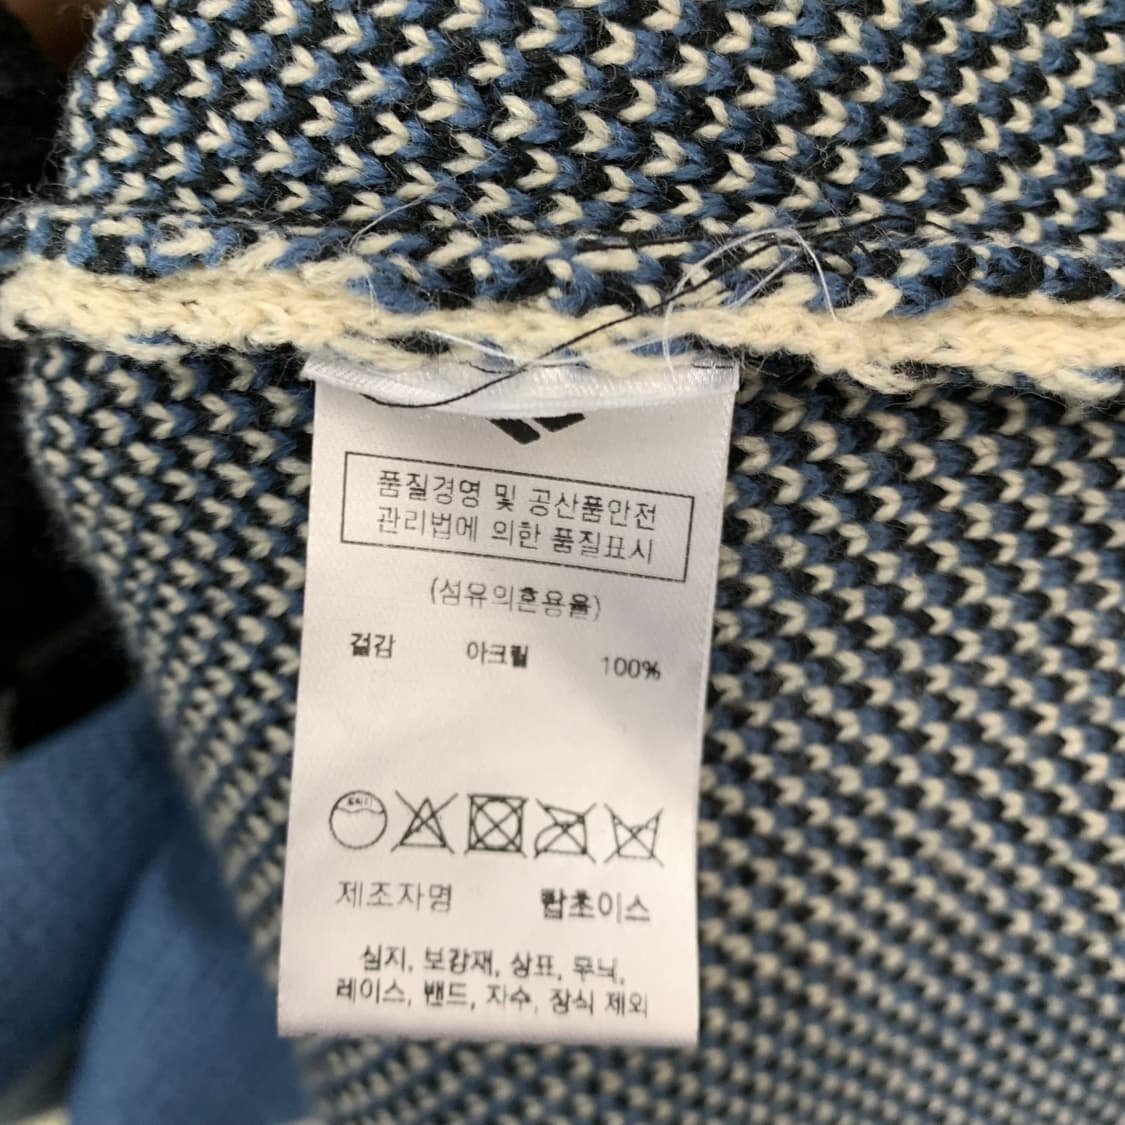 품질경영 및 공산품안전
관리법에 의한 품질표시
(섬유의혼용율)
겉감 아크릴 100%
제조자명 탑초이스
심지, 보강재, 상표, 무늬,
레이스, 밴드, 자수, 장식 제외